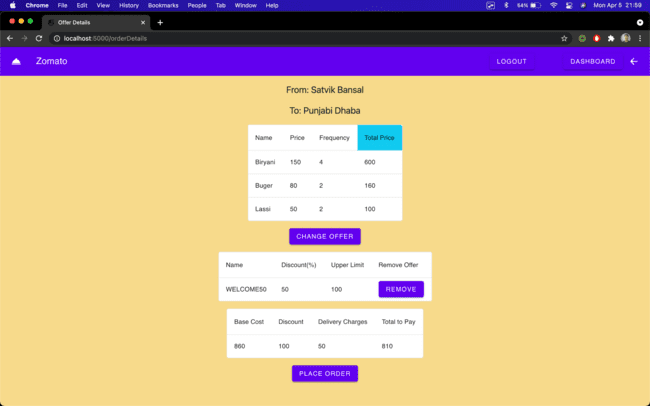 Chrome File Edit View History Bookmarks People Tab Window Help 64% Mon Apr 5 21:59
Offer Details
localhost:5000/orderDetails
Zomato LOGOUT DASHBOARD
From: Satvik Bansal
To: Punjabi Dhaba
Name Price Frequency Total Price
Biryani 150 4 600
Buger 80 2 160
Lassi 50 2 100
CHANGE OFFER
Name Discount(%) Upper Limit Remove Offer
WELCOME50 50 100 REMOVE
Base Cost Discount Delivery Charges Total to Pay
860 100 50 810
PLACE ORDER